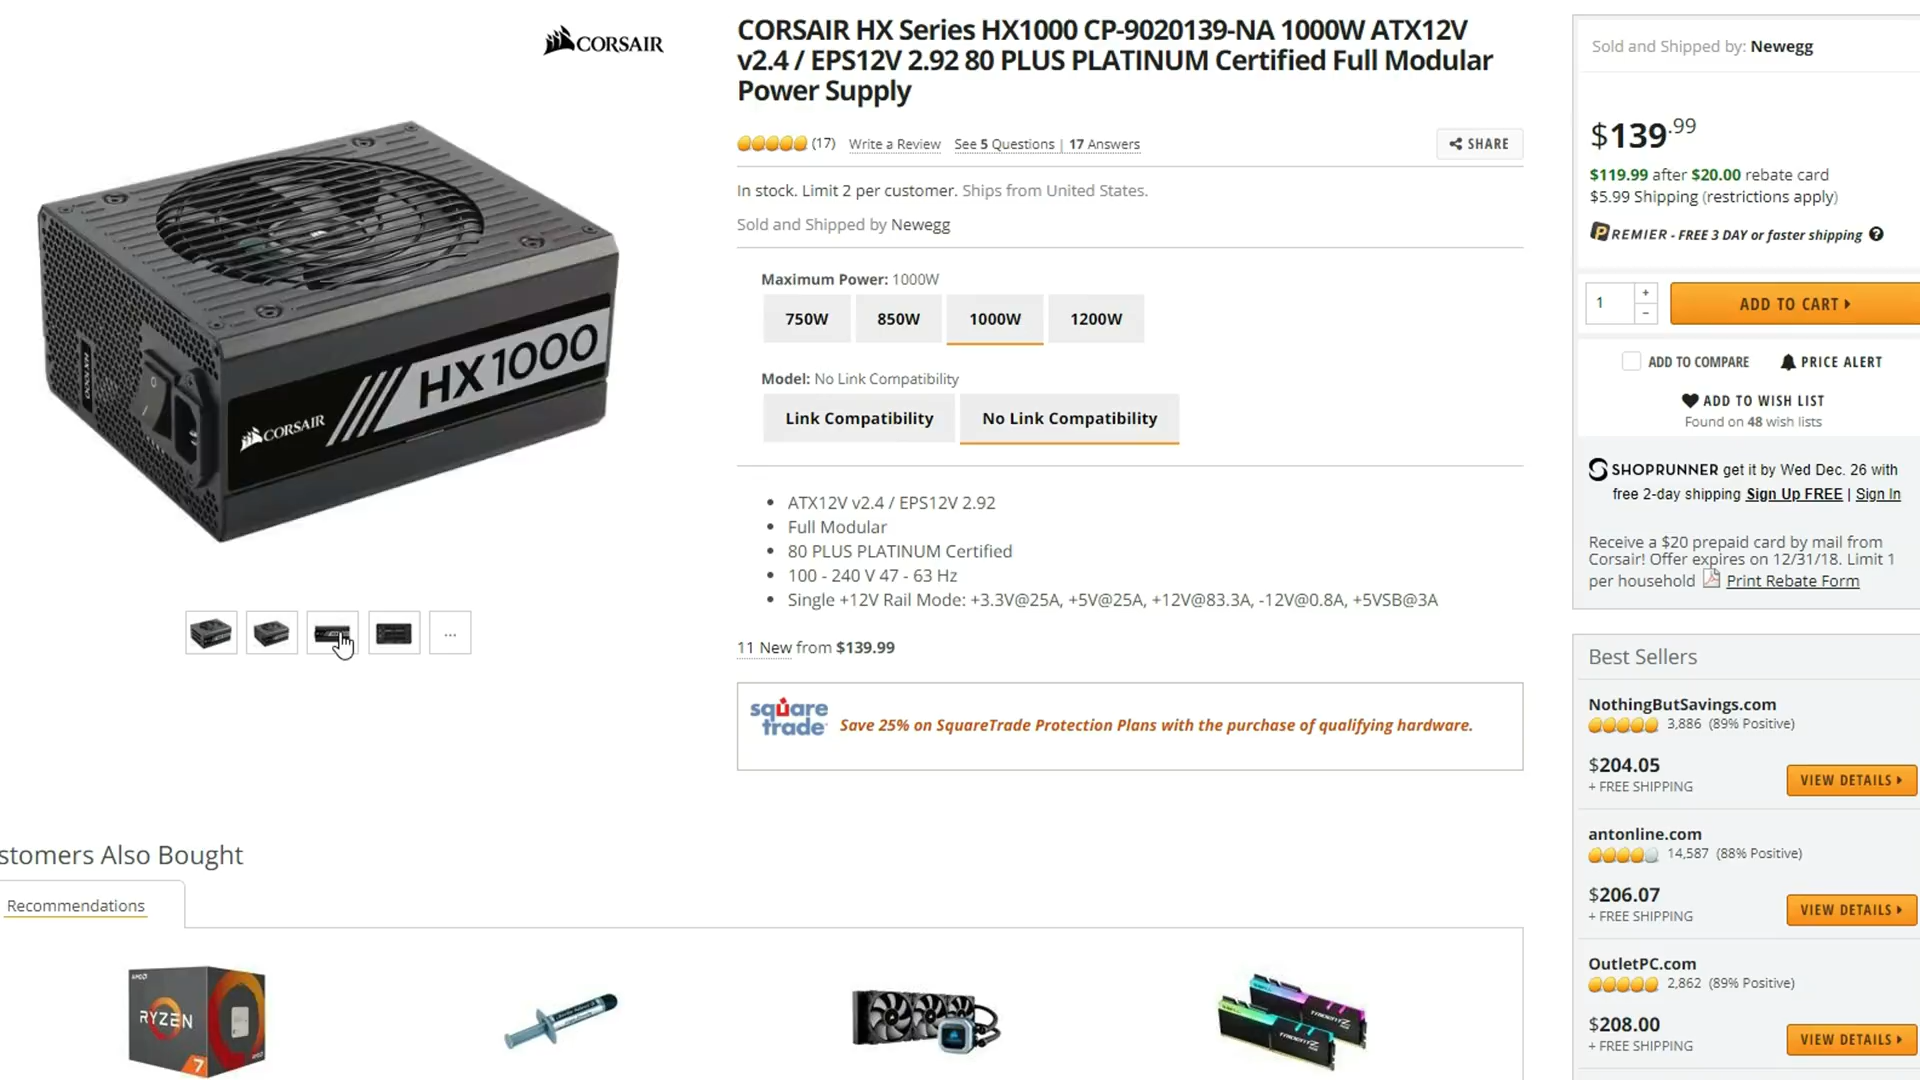 CORSAIR
HX1000
CORSAIR
HX1000
CORSAIR HX Series HX1000 CP-9020139-NA 1000W ATX12V
v2.4 / EPS12V 2.92 80 PLUS PLATINUM Certified Full Modular
Power Supply
(17) Write a Review See 5 Questions | 17 Answers
SHARE
In stock. Limit 2 per customer. Ships from United States.
Sold and Shipped by Newegg
Maximum Power: 1000W
750W 850W 1000W 1200W
Model: No Link Compatibility
Link Compatibility No Link Compatibility
• ATX12V v2.4 / EPS12V 2.92
• Full Modular
• 80 PLUS PLATINUM Certified
• 100 - 240 V 47 - 63 Hz
• Single +12V Rail Mode: +3.3V@25A, +5V@25A, +12V@83.3A, -12V@0.8A, +5VSB@3A
...
11 New from $139.99
square
trade
Save 25% on SquareTrade Protection Plans with the purchase of qualifying hardware.
stomers Also Bought
Recommendations
AMD
RYZEN
7
TRIDENT Z
TRIDENT Z
Sold and Shipped by: Newegg
$139.99
$119.99 after $20.00 rebate card
$5.99 Shipping (restrictions apply)
PREMIER - FREE 3 DAY or faster shipping ?
1 + -
ADD TO CART
ADD TO COMPARE PRICE ALERT
ADD TO WISH LIST
Found on 48 wish lists
SHOPRUNNER get it by Wed Dec. 26 with
free 2-day shipping Sign Up FREE | Sign In
Receive a $20 prepaid card by mail from
Corsair! Offer expires on 12/31/18. Limit 1
per household Print Rebate Form
Best Sellers
NothingButSavings.com
3,886 (89% Positive)
$204.05
+ FREE SHIPPING
VIEW DETAILS
antonline.com
14,587 (88% Positive)
$206.07
+ FREE SHIPPING
VIEW DETAILS
OutletPC.com
2,862 (89% Positive)
$208.00
+ FREE SHIPPING
VIEW DETAILS